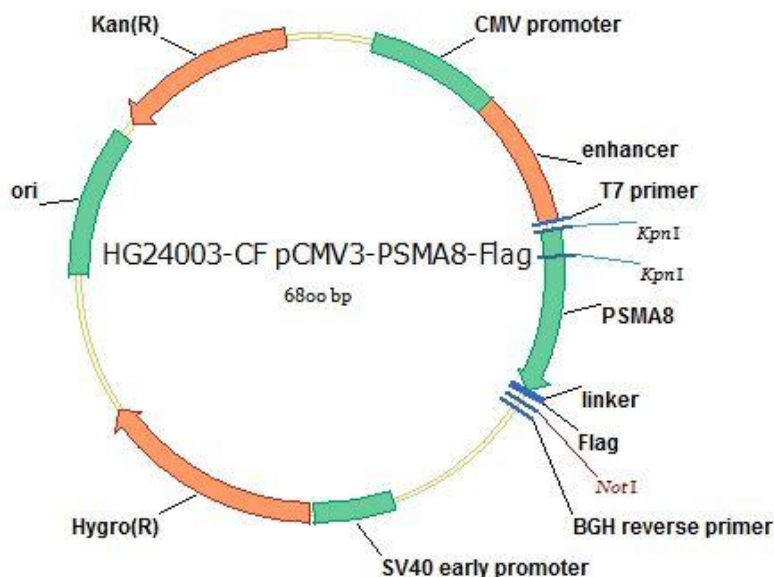 Kan(R)
CMV promoter
enhancer
T7 primer
KpnI
KpnI
PSMA8
linker
Flag
NotI
BGH reverse primer
SV40 early promoter
Hygro(R)
ori
HG24003-CF pCMV3-PSMA8-Flag
6800 bp